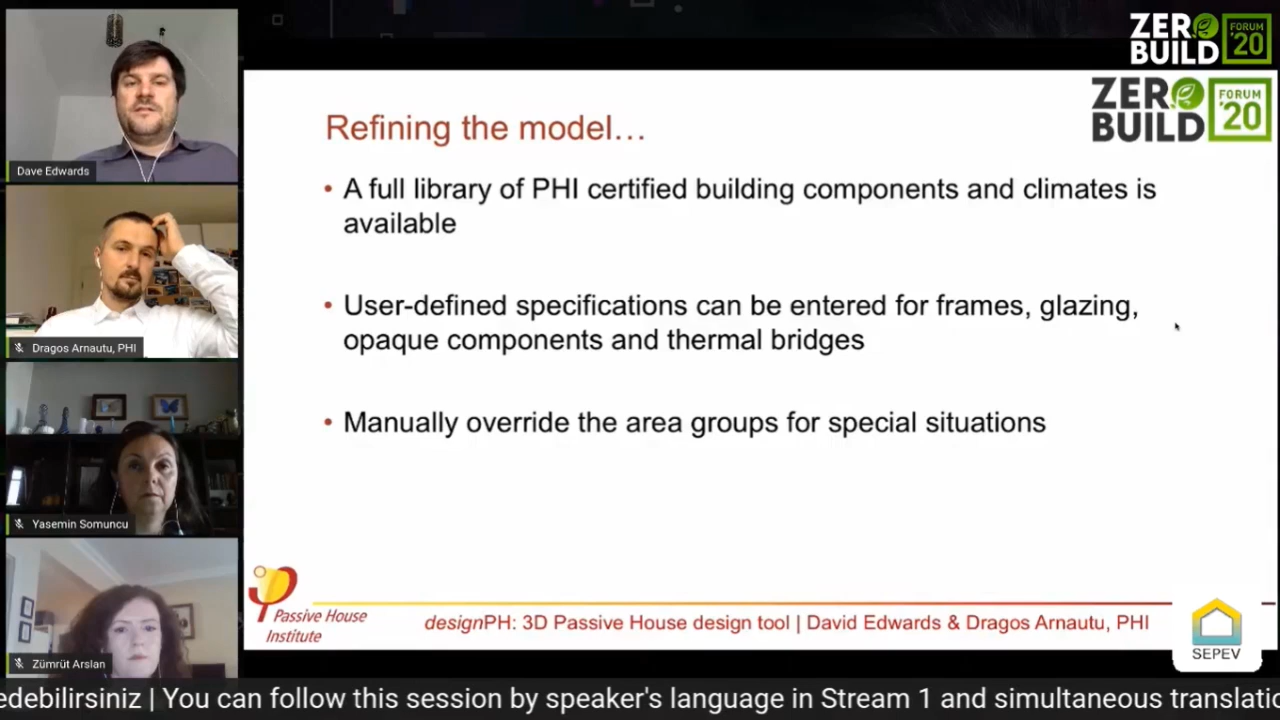 ZERO
BUILD
FORUM
'20
ZERO
BUILD
FORUM
'20
Dave Edwards
Dragos Arnautu, PHI
Yasemin Somuncu
Zümrüt Arslan
Refining the model…
• A full library of PHI certified building components and climates is
available
• User-defined specifications can be entered for frames, glazing,
opaque components and thermal bridges
• Manually override the area groups for special situations
Passive House
Institute
designPH: 3D Passive House design tool | David Edwards & Dragos Arnautu, PHI
SEPEV
edebilirsiniz | You can follow this session by speaker's language in Stream 1 and simultaneous translatio